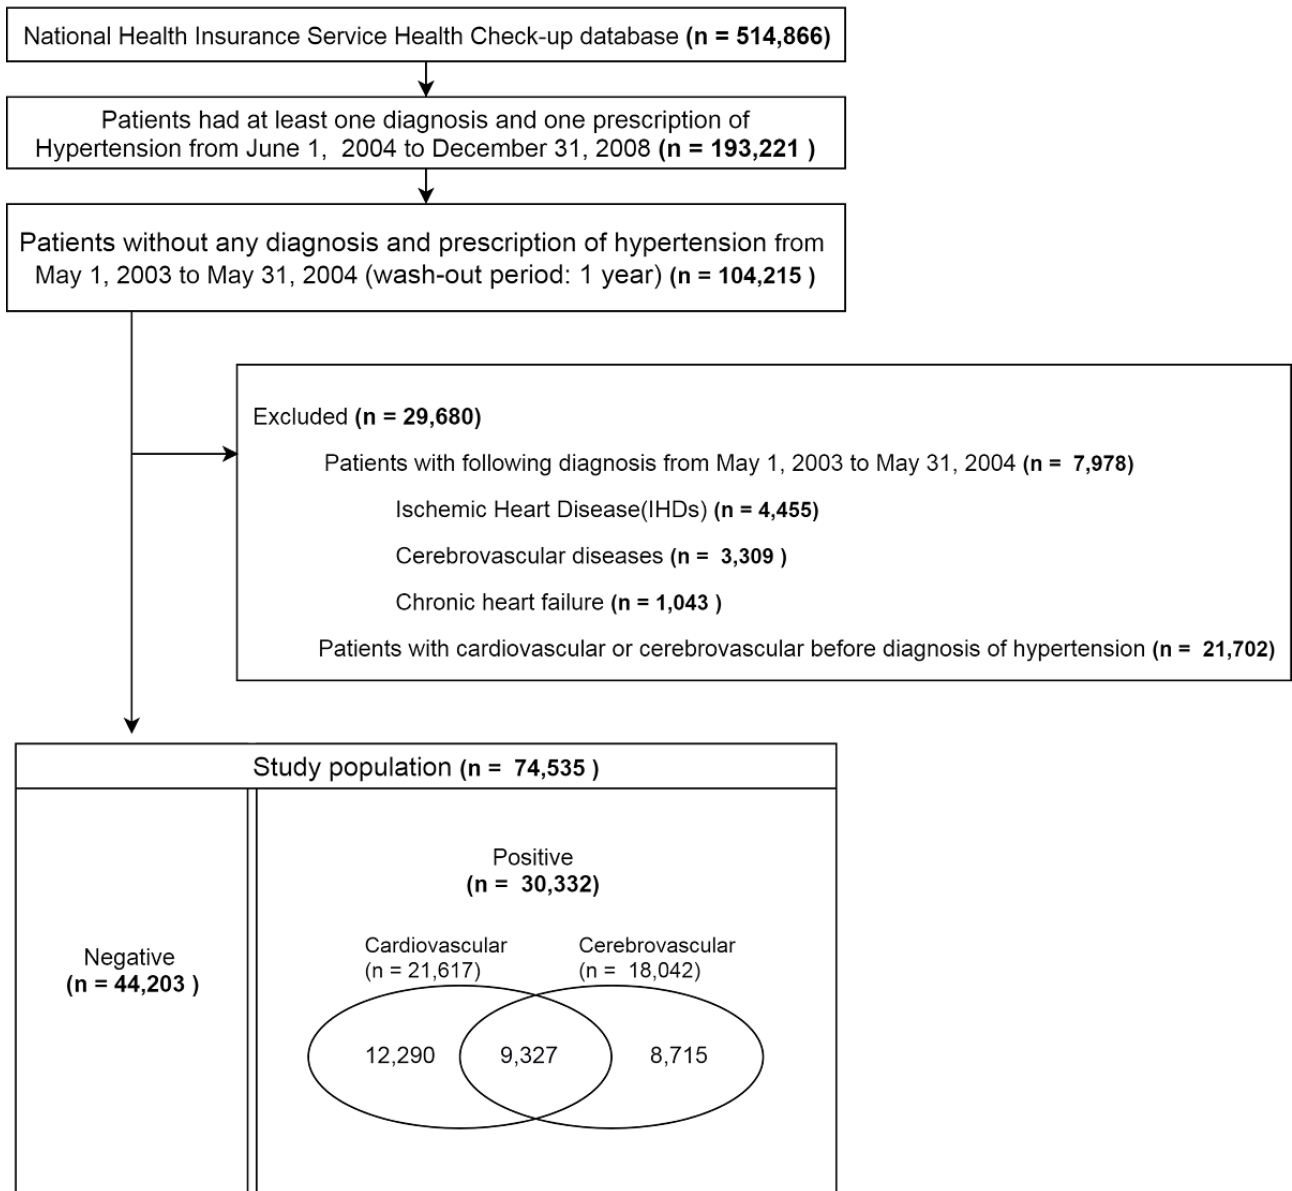 National Health Insurance Service Health Check-up database (n = 514,866)
Patients had at least one diagnosis and one prescription of
Hypertension from June 1, 2004 to December 31, 2008 (n = 193,221 )
Patients without any diagnosis and prescription of hypertension from
May 1, 2003 to May 31, 2004 (wash-out period: 1 year) (n = 104,215 )
Excluded (n = 29,680)
Patients with following diagnosis from May 1, 2003 to May 31, 2004 (n = 7,978)
Ischemic Heart Disease(IHDs) (n = 4,455)
Cerebrovascular diseases (n = 3,309 )
Chronic heart failure (n = 1,043 )
Patients with cardiovascular or cerebrovascular before diagnosis of hypertension (n = 21,702)
Study population (n = 74,535 )
Negative
(n = 44,203 )
Positive
(n = 30,332)
Cardiovascular
(n = 21,617)
Cerebrovascular
(n = 18,042)
12,290
9,327
8,715